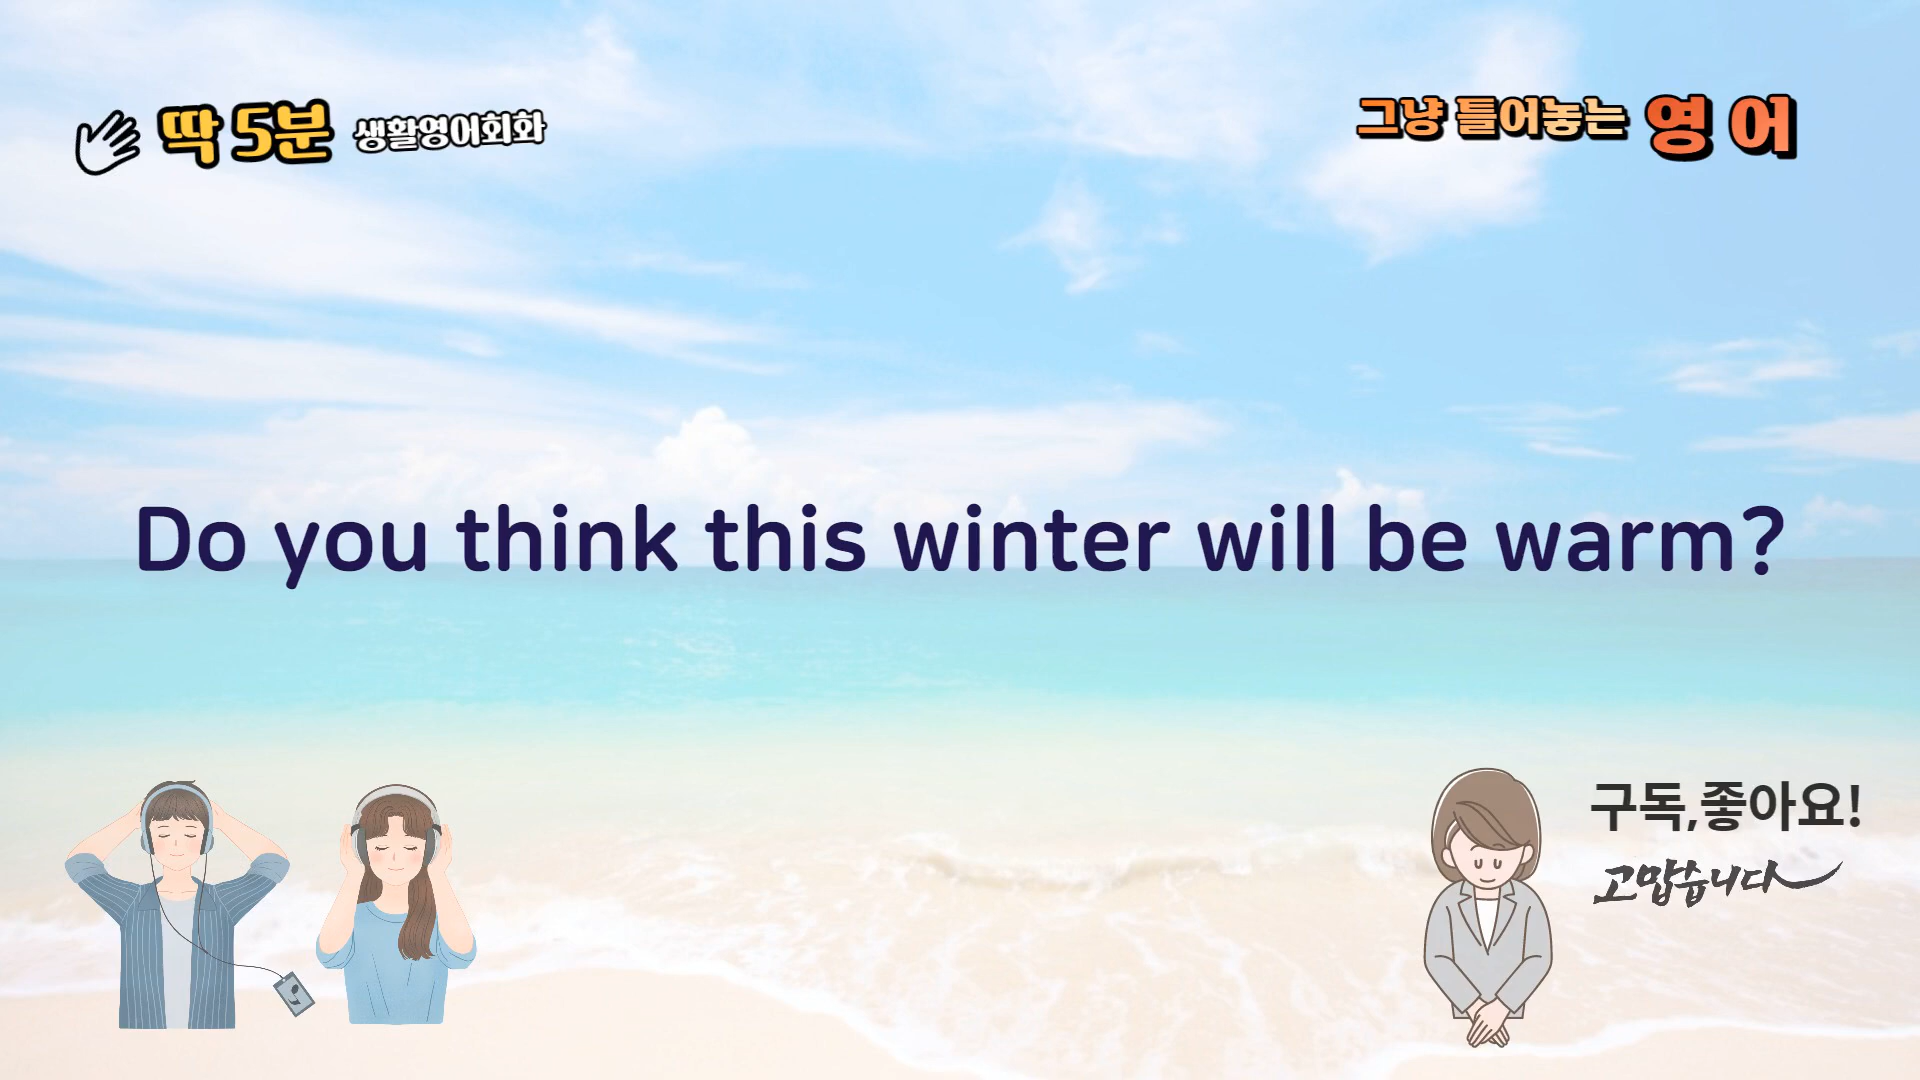 딱 5분 생활영어회화
그냥 틀어놓는 영어
Do you think this winter will be warm?
구독,좋아요!
고맙습니다